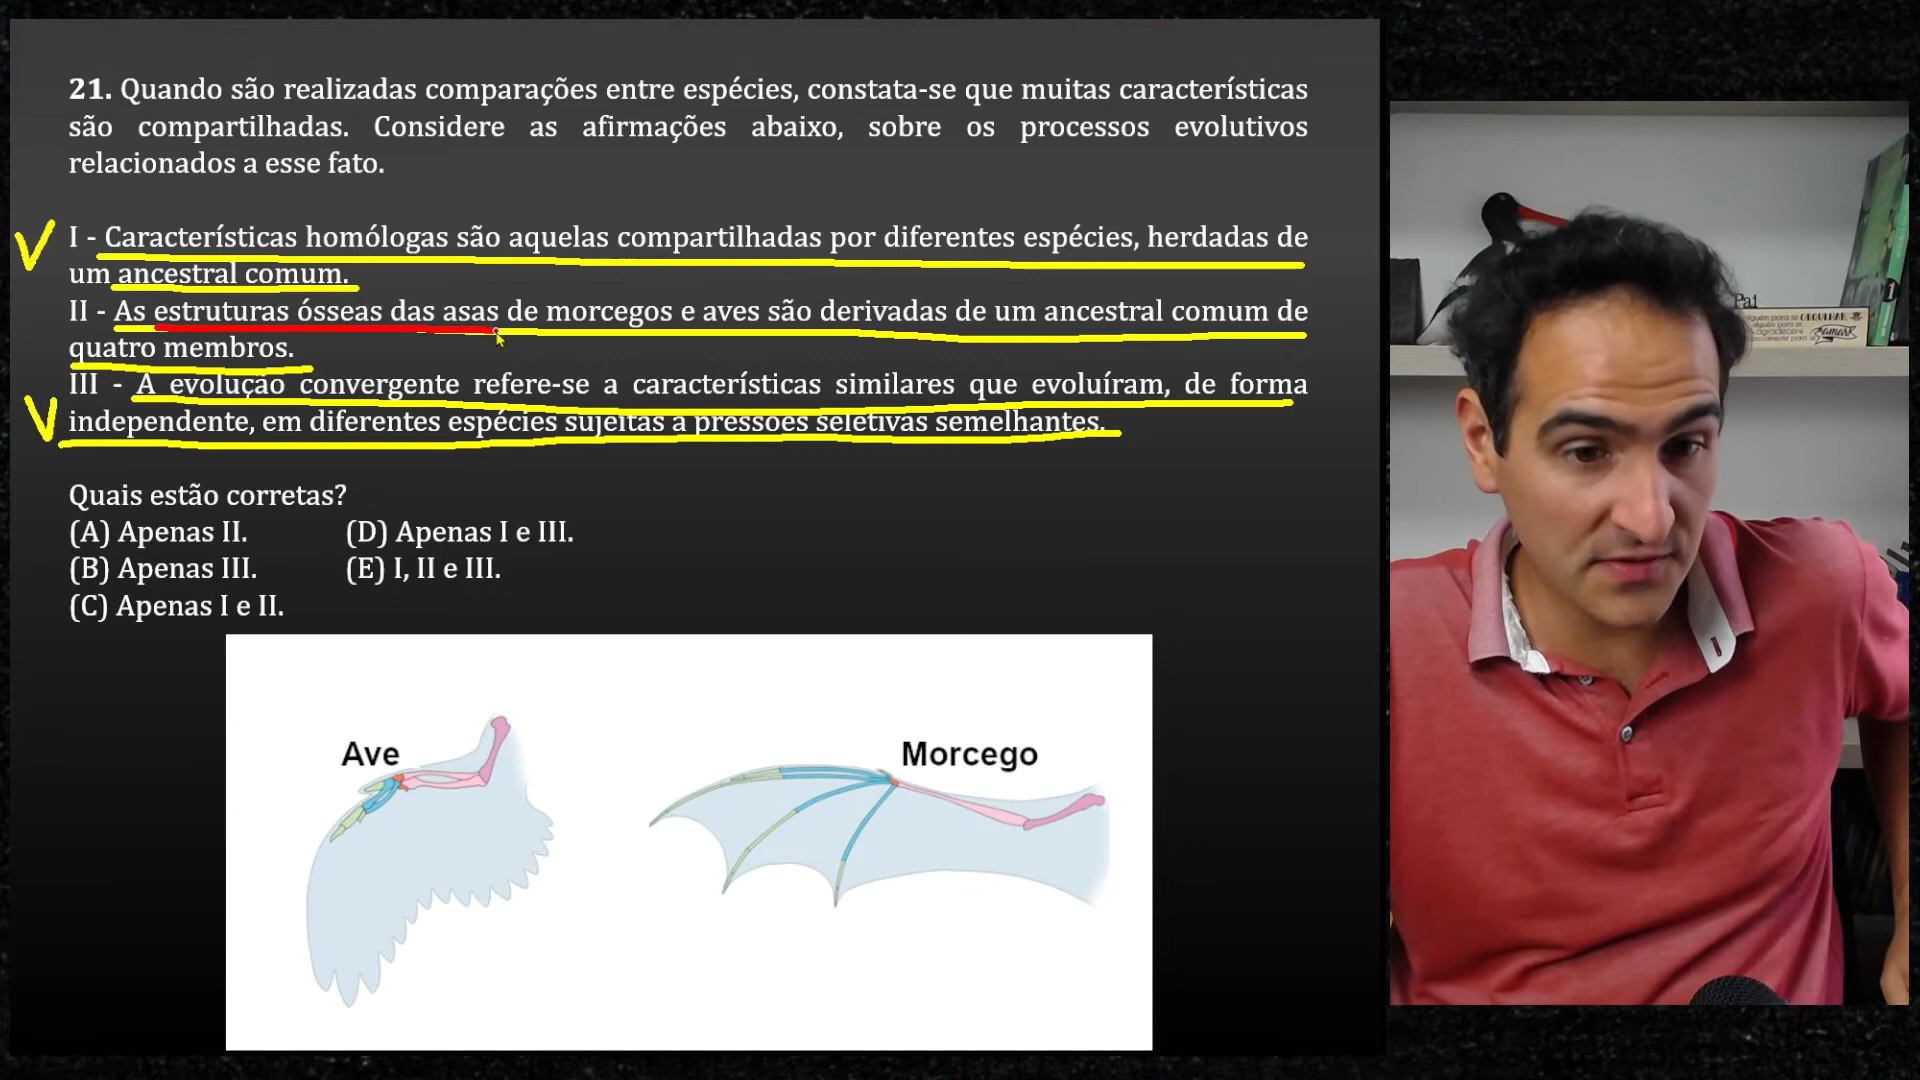 21. Quando são realizadas comparações entre espécies, constata-se que muitas características
são compartilhadas. Considere as afirmações abaixo, sobre os processos evolutivos
relacionados a esse fato.
I - Características homólogas são aquelas compartilhadas por diferentes espécies, herdadas de
um ancestral comum.
II - As estruturas ósseas das asas de morcegos e aves são derivadas de um ancestral comum de
quatro membros.
III - A evolução convergente refere-se a características similares que evoluíram, de forma
independente, em diferentes espécies sujeitas a pressões seletivas semelhantes.
Quais estão corretas?
(A) Apenas II. (D) Apenas I e III.
(B) Apenas III. (E) I, II e III.
(C) Apenas I e II.
Ave
Morcego